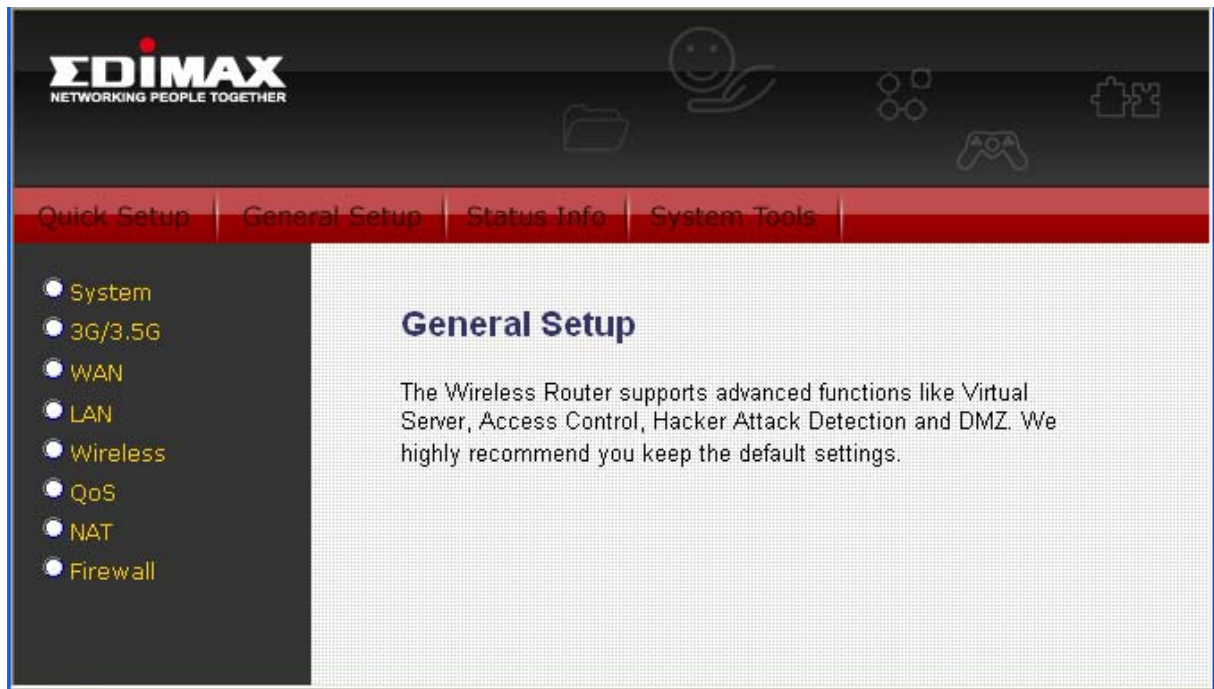 EDIMAX
NETWORKING PEOPLE TOGETHER
Quick Setup
General Setup
Status Info
System Tools
System
3G/3.5G
WAN
LAN
Wireless
QoS
NAT
Firewall
General Setup
The Wireless Router supports advanced functions like Virtual
Server, Access Control, Hacker Attack Detection and DMZ. We
highly recommend you keep the default settings.